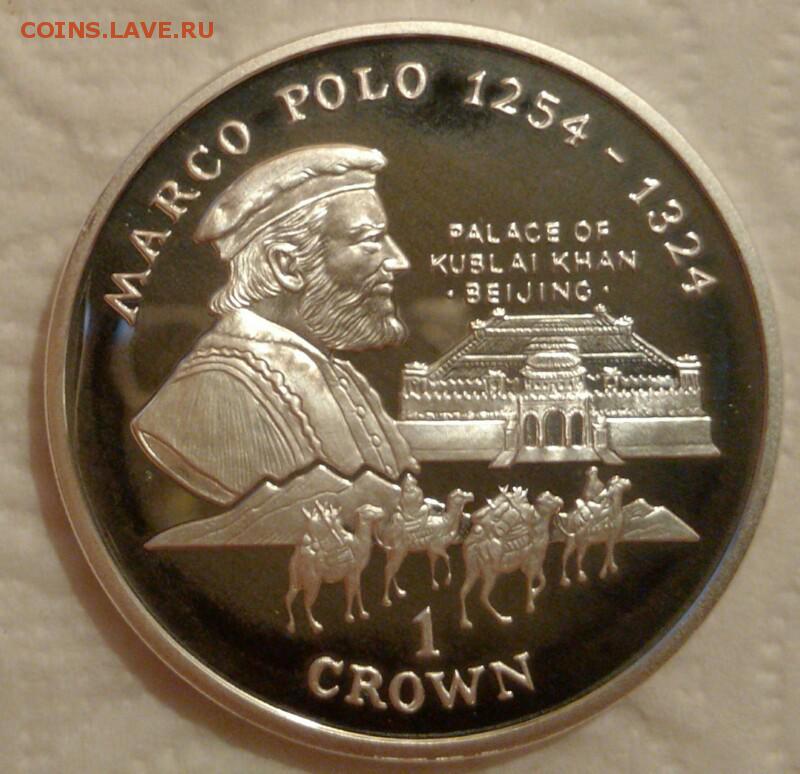 COINS.LAVE.RU
MARCO POLO 1254-1324
PALACE OF
KUBLAI KHAN
· BEIJING ·
1
CROWN